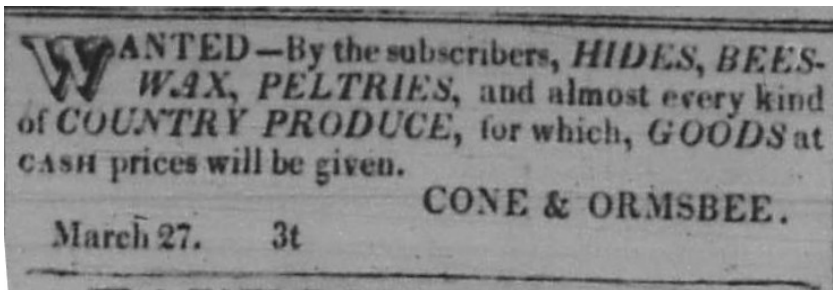 WANTED—By the subscribers, HIDES, BEES-
WAX, PELTRIES, and almost every kind
of COUNTRY PRODUCE, for which, GOODS at
CASH prices will be given.
CONE & ORMSBEE.
March 27. 3t